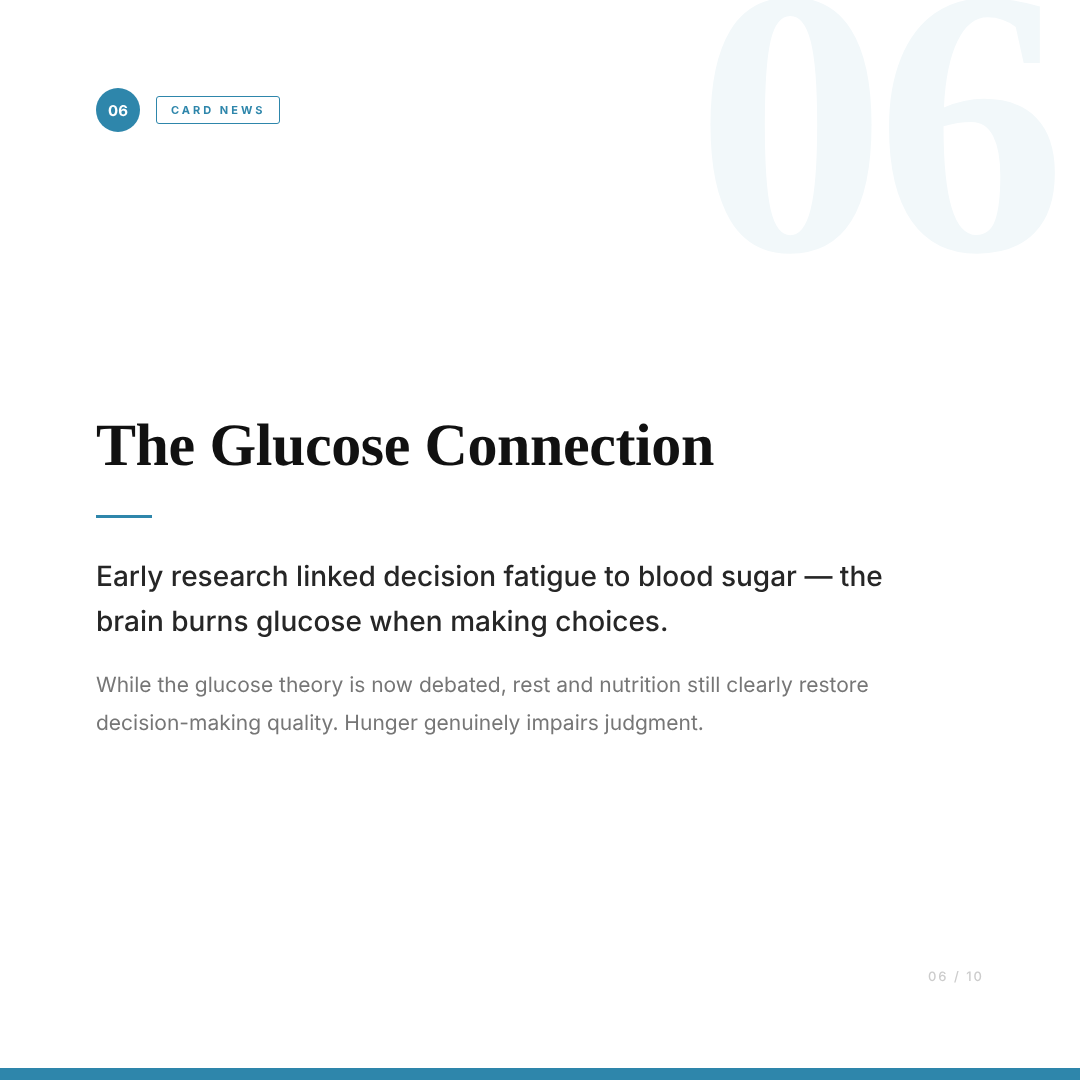 06
06
CARD NEWS
The Glucose Connection
Early research linked decision fatigue to blood sugar — the
brain burns glucose when making choices.
While the glucose theory is now debated, rest and nutrition still clearly restore
decision-making quality. Hunger genuinely impairs judgment.
06 / 10